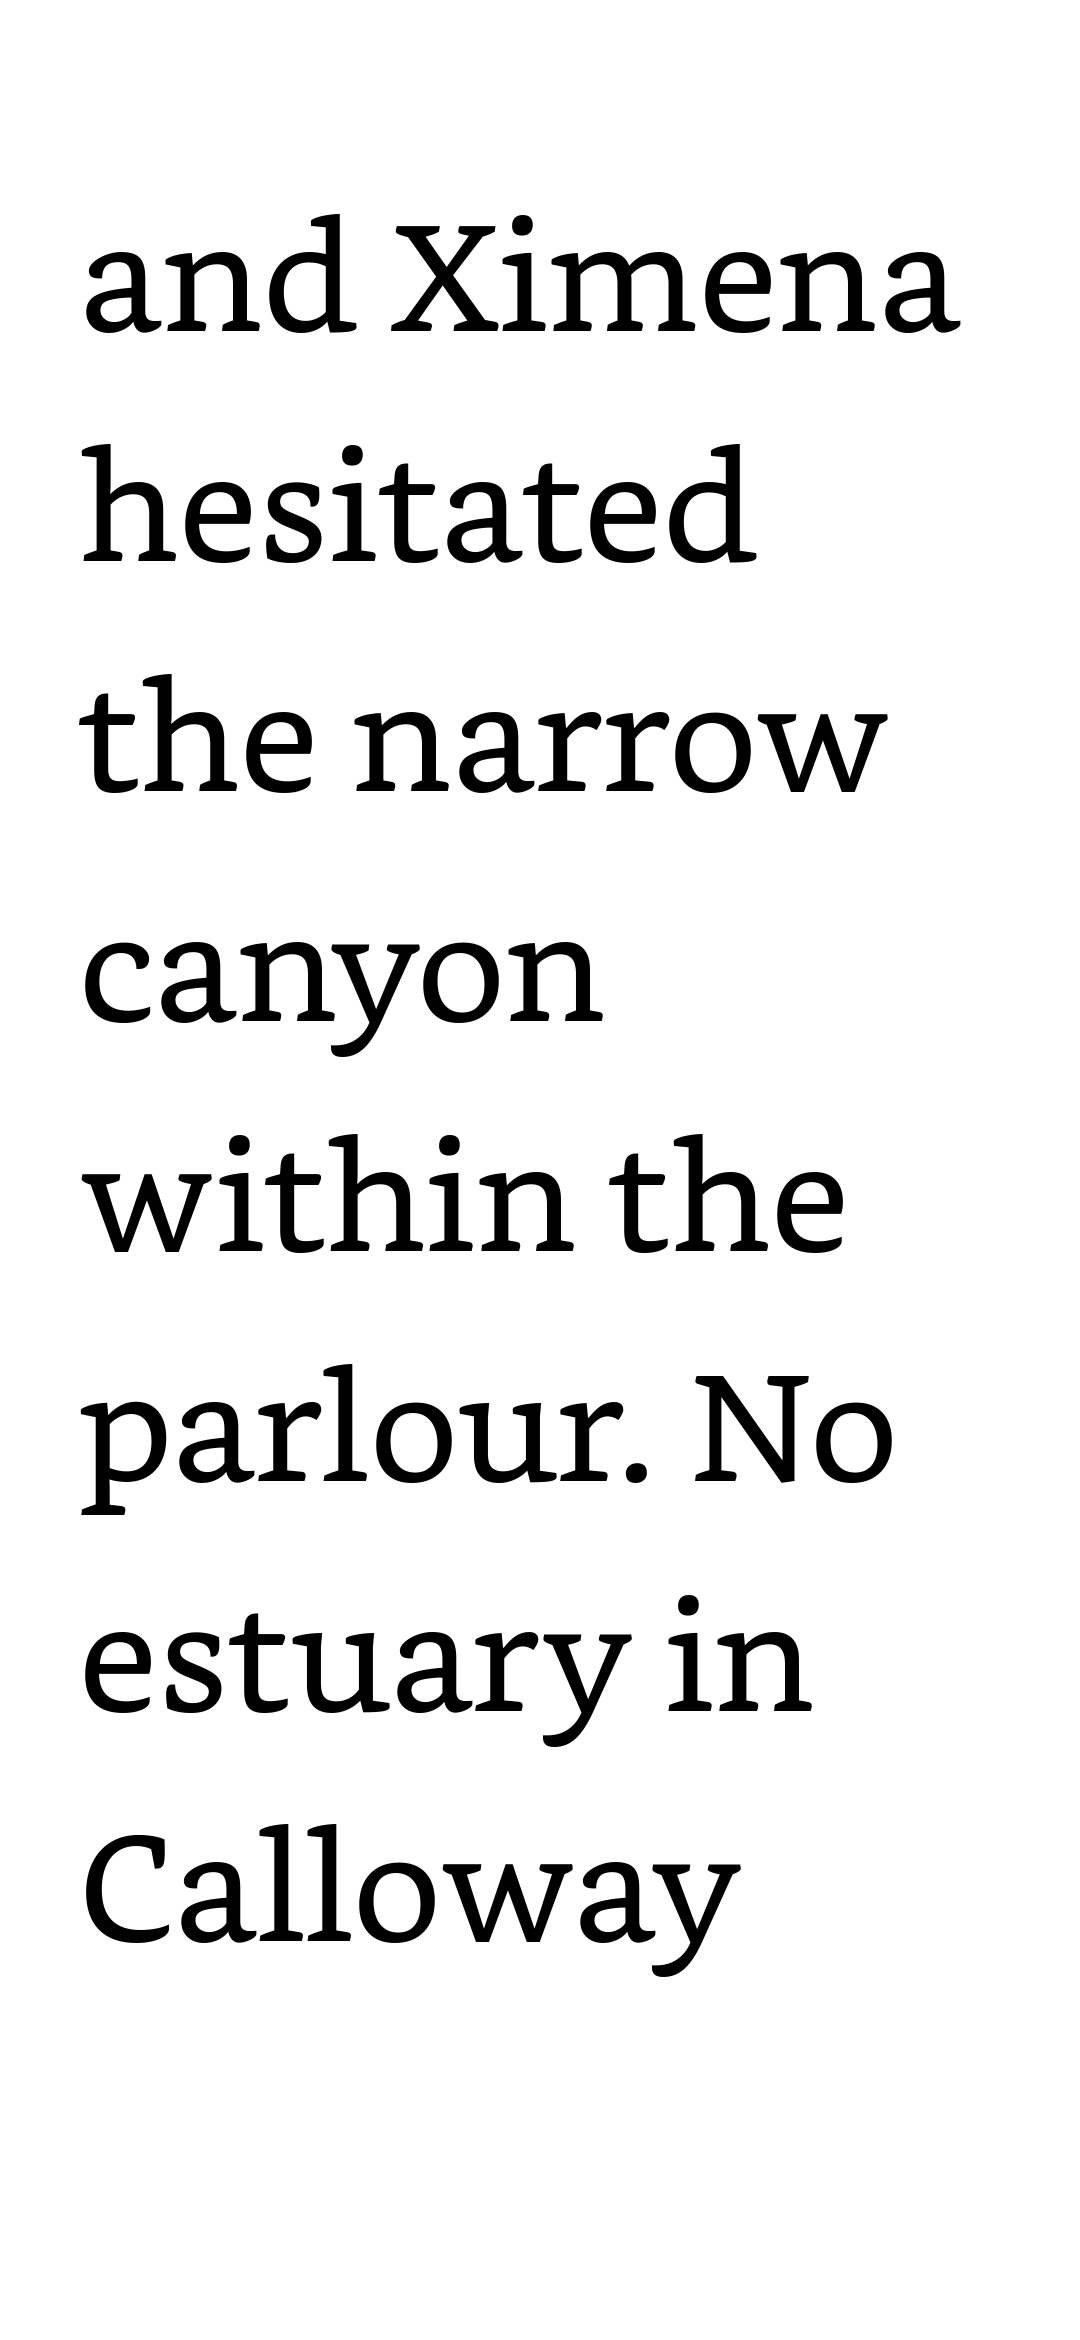 and Ximena
hesitated
the narrow
canyon
within the
parlour. No
estuary in
Calloway